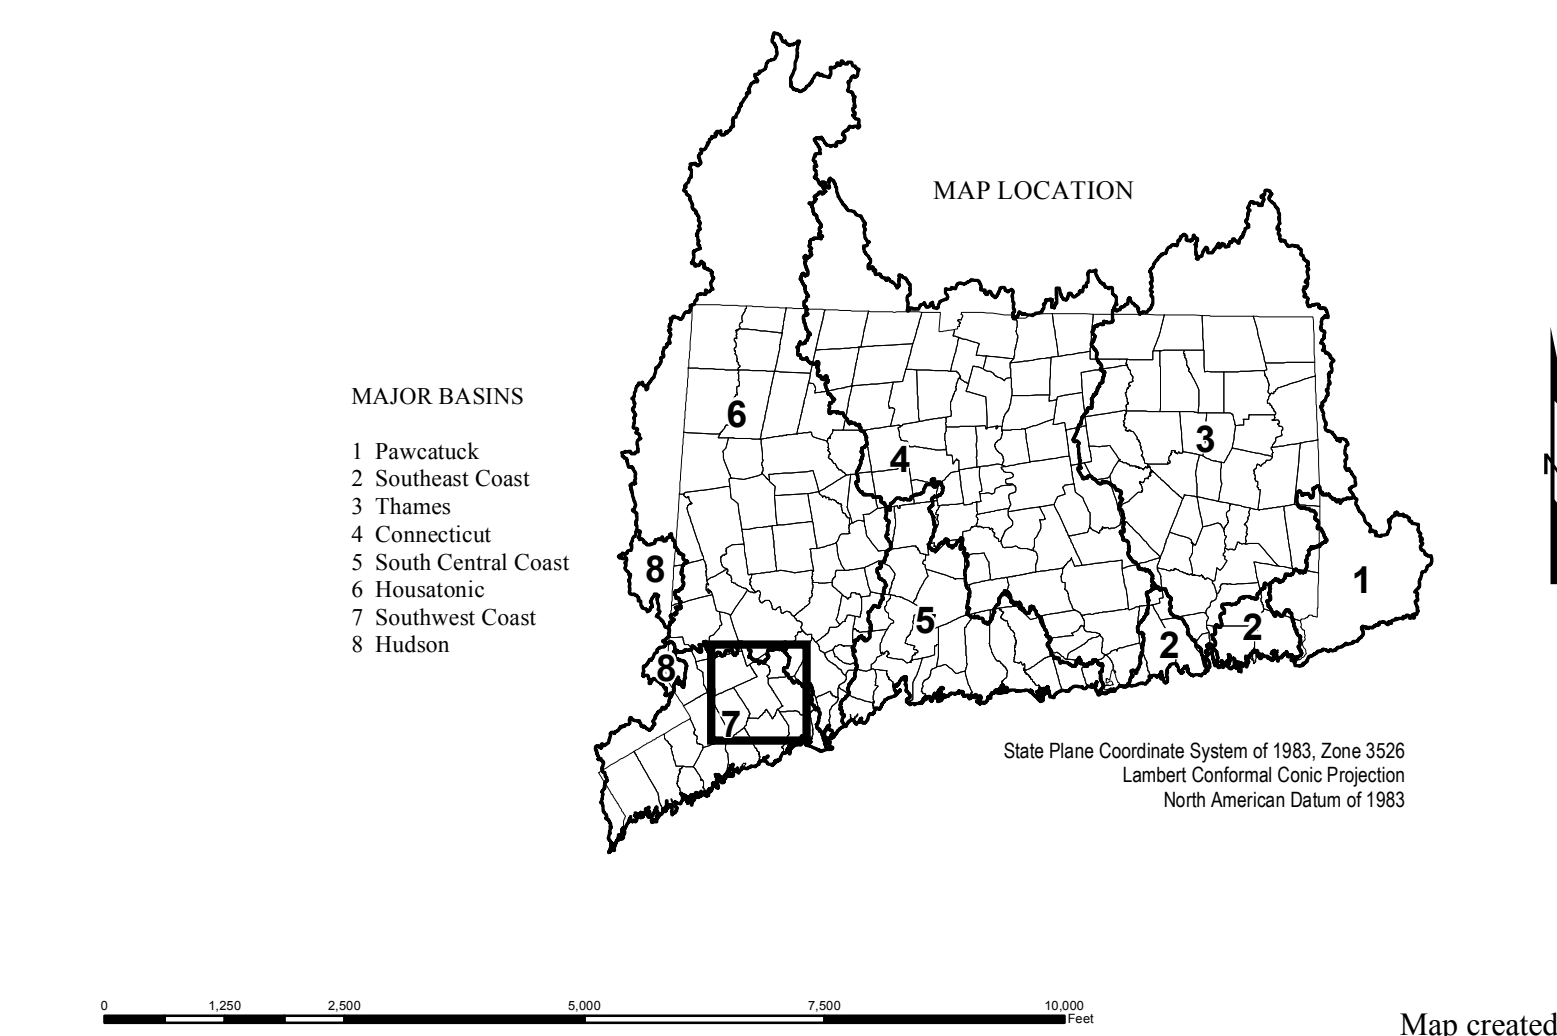 MAP LOCATION
MAJOR BASINS
1 Pawcatuck
2 Southeast Coast
3 Thames
4 Connecticut
5 South Central Coast
6 Housatonic
7 Southwest Coast
8 Hudson
6
4
3
8
1
5
2
2
8
7
State Plane Coordinate System of 1983, Zone 3526
Lambert Conformal Conic Projection
North American Datum of 1983
0 1,250 2,500 5,000 7,500 10,000
Feet
Map created